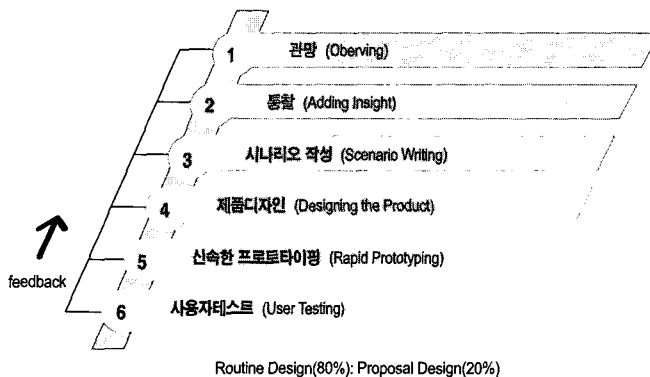 1 관망 (Oberving)
2 통찰 (Adding Insight)
3 시나리오 작성 (Scenario Writing)
4 제품디자인 (Designing the Product)
5 신속한 프로토타이핑 (Rapid Prototyping)
feedback
6 사용자테스트 (User Testing)
Routine Design(80%): Proposal Design(20%)